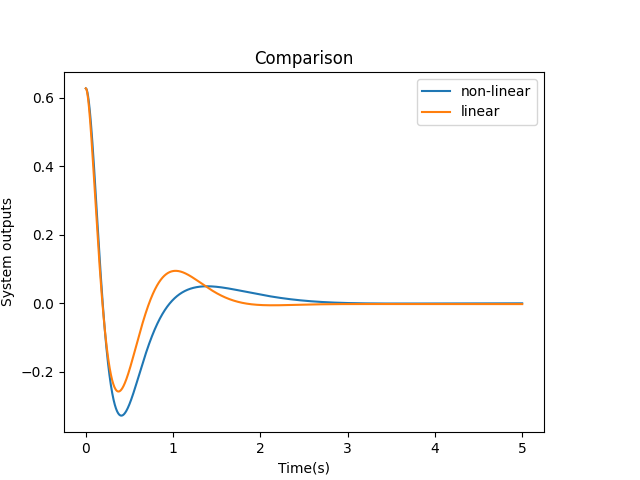 Comparison
non-linear
linear
System outputs
0.6
0.4
0.2
0.0
−0.2
0 1 2 3 4 5
Time(s)